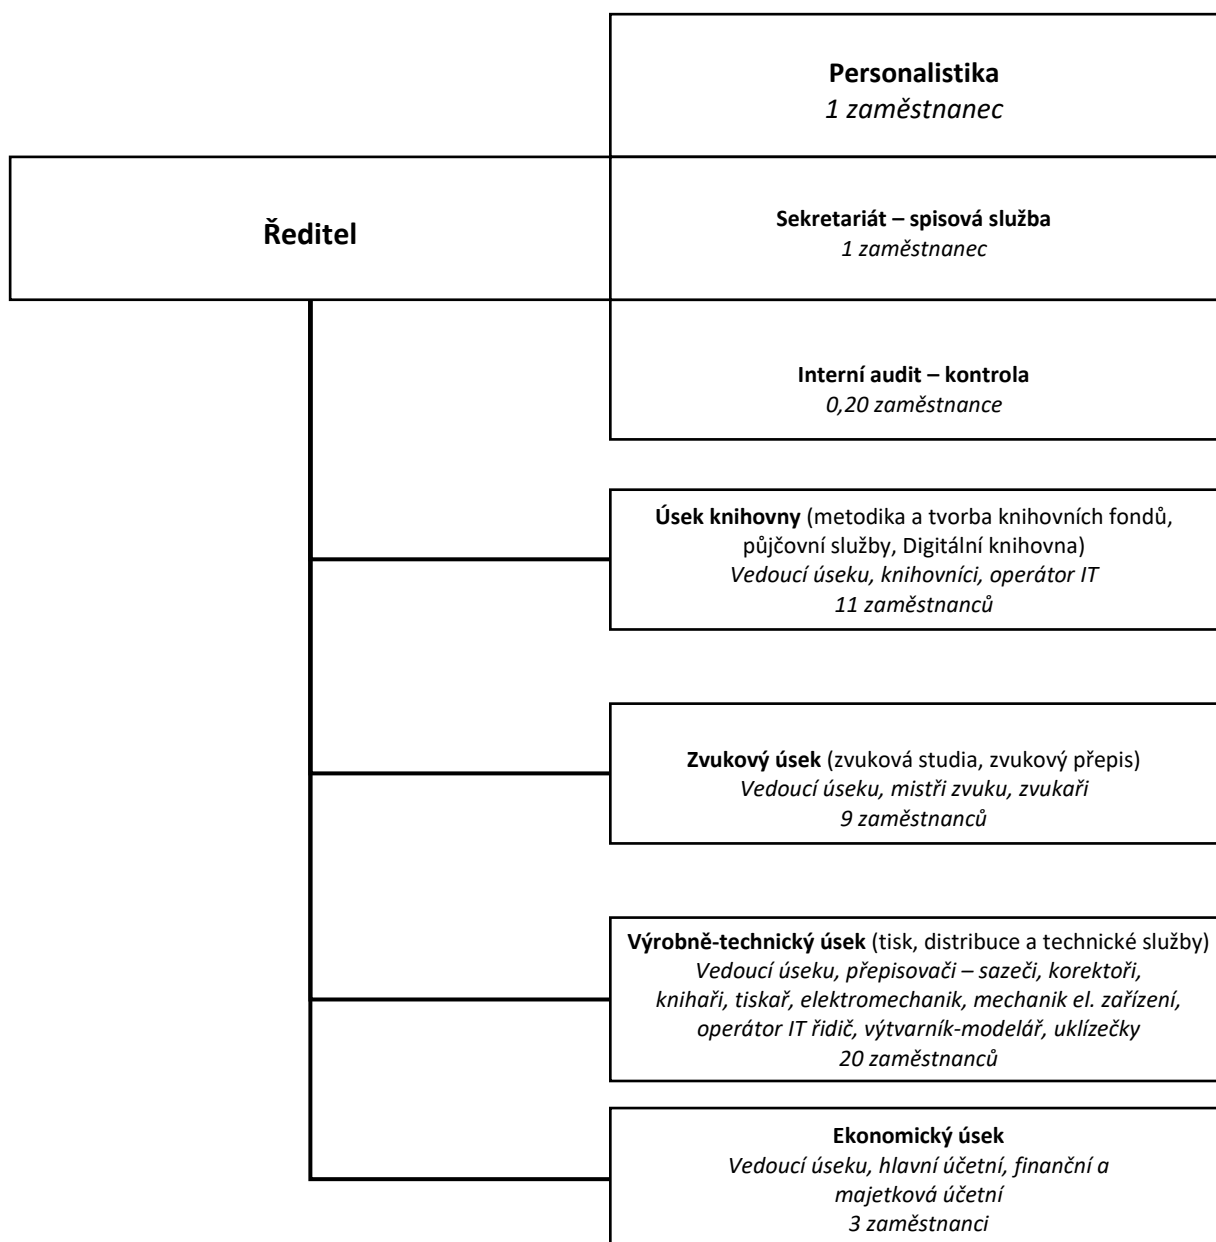 Personalistika
1 zaměstnanec
Ředitel
Sekretariát – spisová služba
1 zaměstnanec
Interní audit – kontrola
0,20 zaměstnance
Úsek knihovny (metodika a tvorba knihovních fondů,
půjčovní služby, Digitální knihovna)
Vedoucí úseku, knihovníci, operátor IT
11 zaměstnanců
Zvukový úsek (zvuková studia, zvukový přepis)
Vedoucí úseku, mistři zvuku, zvukaři
9 zaměstnanců
Výrobně-technický úsek (tisk, distribuce a technické služby)
Vedoucí úseku, přepisovači – sazeči, korektoři,
knihaři, tiskař, elektromechanik, mechanik el. zařízení,
operátor IT řidič, výtvarník-modelář, uklízečky
20 zaměstnanců
Ekonomický úsek
Vedoucí úseku, hlavní účetní, finanční a
majetková účetní
3 zaměstnanci